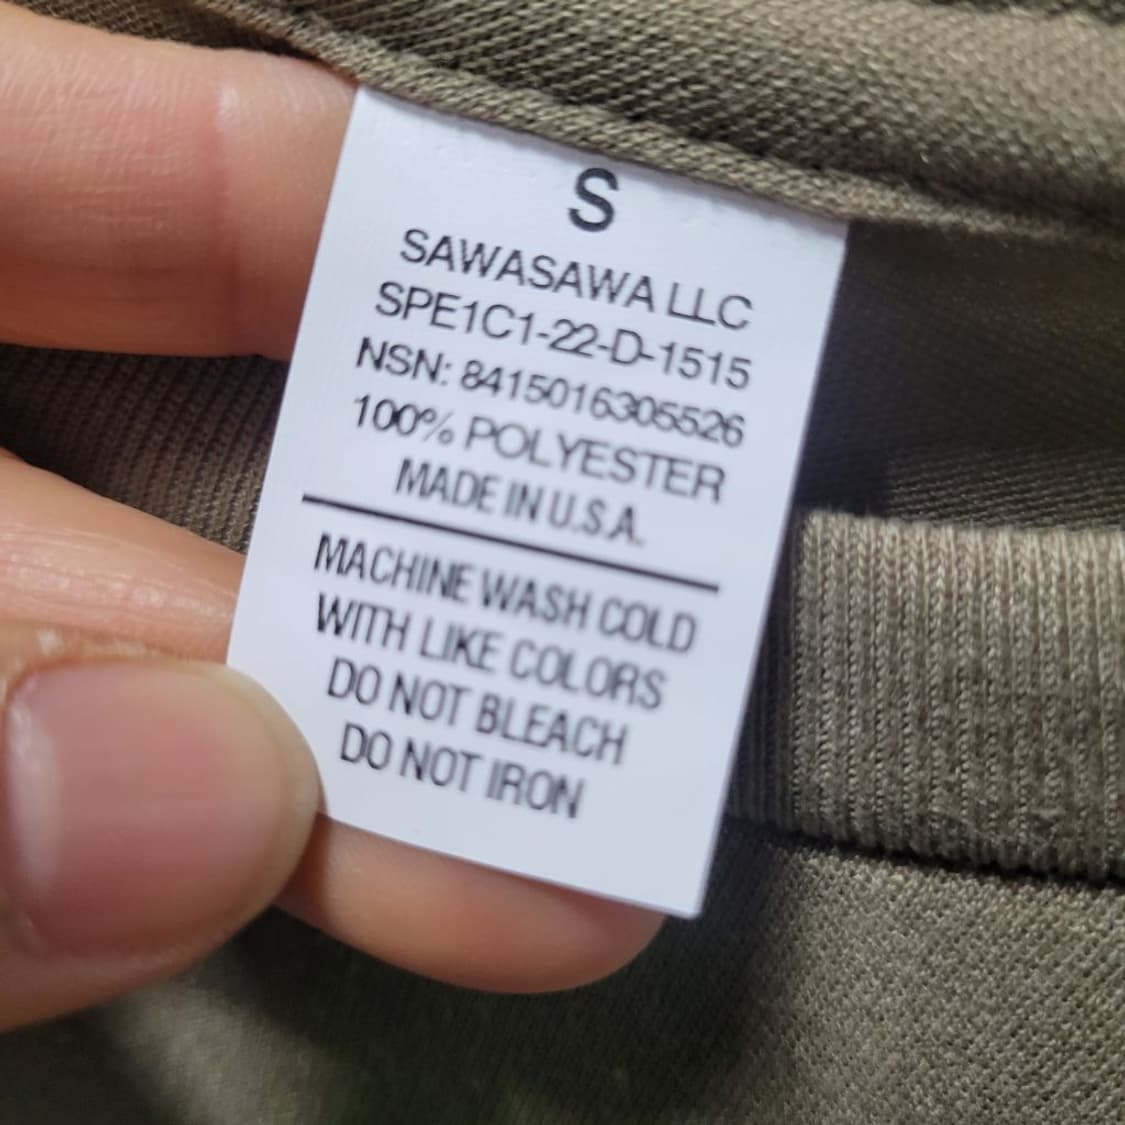 S
SAWASAWA LLC
SPE1C1-22-D-1515
NSN: 8415016305526
100% POLYESTER
MADE IN U.S.A.
MACHINE WASH COLD
WITH LIKE COLORS
DO NOT BLEACH
DO NOT IRON